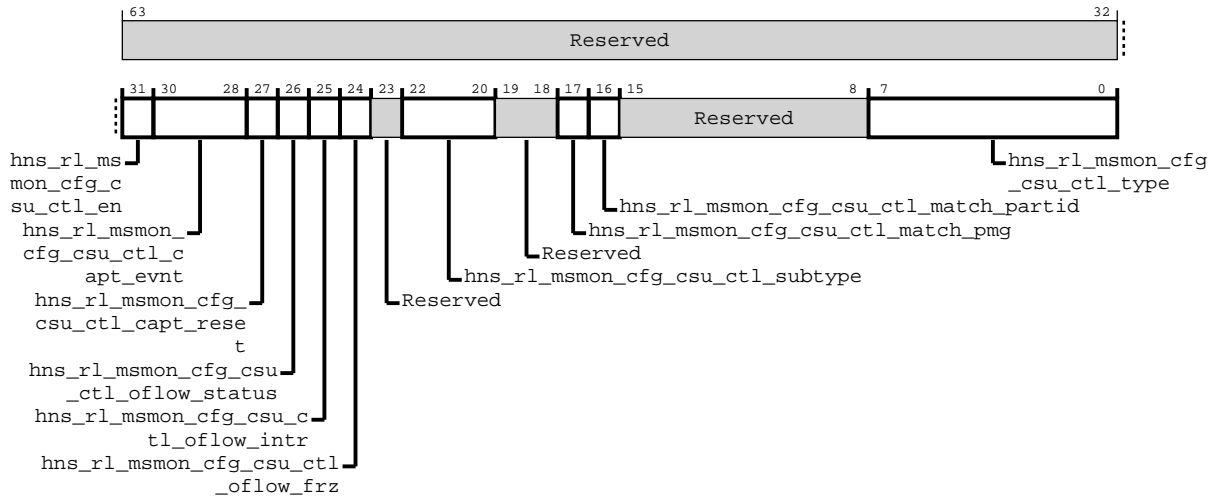 63 32
Reserved
31 30 28 27 26 25 24 23 22 20 19 18 17 16 15 8 7 0
Reserved
hns_rl_ms
mon_cfg_c
su_ctl_en
hns_rl_msmon_
cfg_csu_ctl_c
apt_evnt
hns_rl_msmon_cfg_
csu_ctl_capt_rese
t
hns_rl_msmon_cfg_csu
_ctl_oflow_status
hns_rl_msmon_cfg_csu_c
tl_oflow_intr
hns_rl_msmon_cfg_csu_ctl
_oflow_frz
Reserved
hns_rl_msmon_cfg_csu_ctl_subtype
Reserved
hns_rl_msmon_cfg_csu_ctl_match_pmg
hns_rl_msmon_cfg_csu_ctl_match_partid
hns_rl_msmon_cfg
_csu_ctl_type